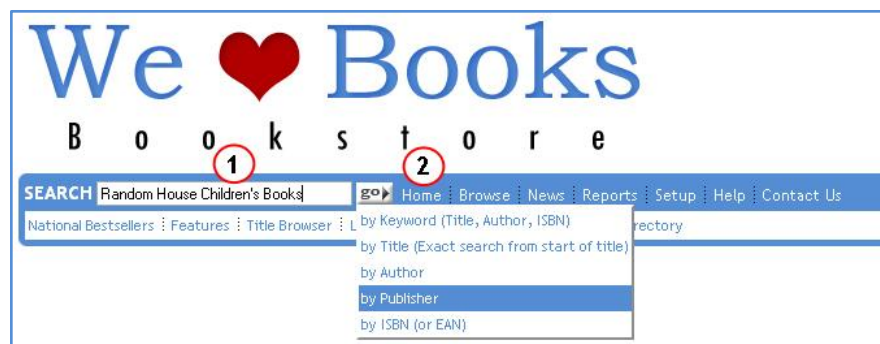 We Books
Bookstore
1 2
SEARCH Random House Children's Books go Home Browse News Reports Setup Help Contact Us
by Keyword (Title, Author, ISBN)
National Bestsellers Features Title Browser L rectory
by Title (Exact search from start of title)
by Author
by Publisher
by ISBN (or EAN)